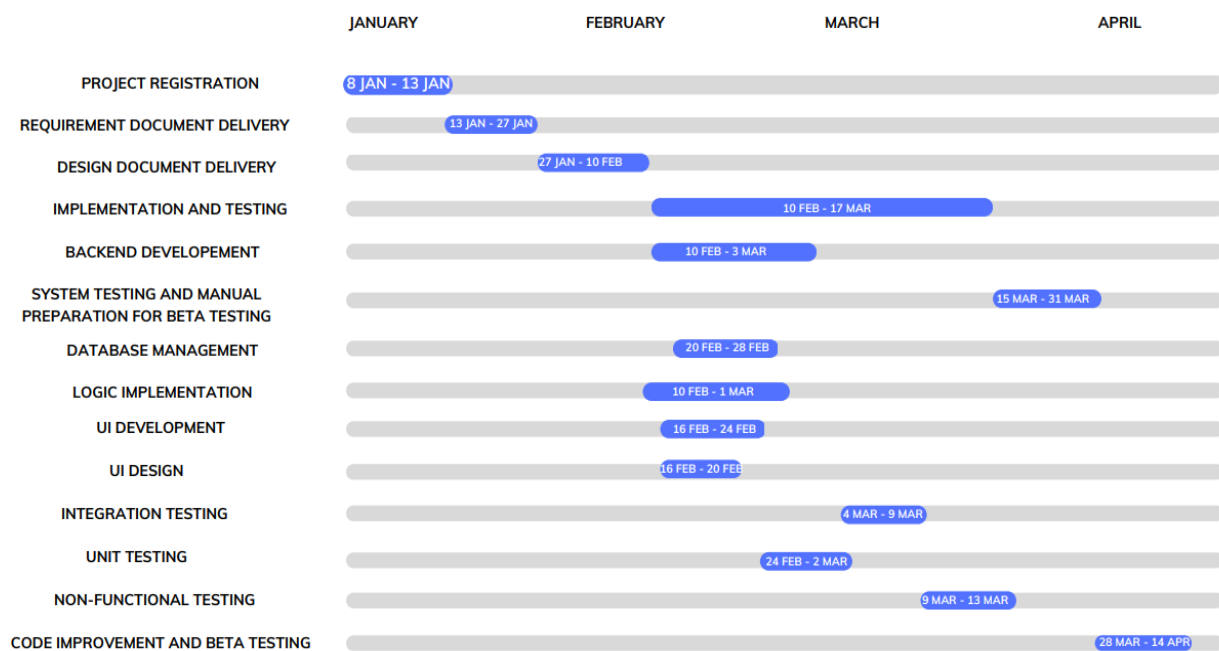 JANUARY FEBRUARY MARCH APRIL
PROJECT REGISTRATION 8 JAN - 13 JAN
REQUIREMENT DOCUMENT DELIVERY 13 JAN - 27 JAN
DESIGN DOCUMENT DELIVERY 27 JAN - 10 FEB
IMPLEMENTATION AND TESTING 10 FEB - 17 MAR
BACKEND DEVELOPEMENT 10 FEB - 3 MAR
SYSTEM TESTING AND MANUAL
PREPARATION FOR BETA TESTING 15 MAR - 31 MAR
DATABASE MANAGEMENT 20 FEB - 28 FEB
LOGIC IMPLEMENTATION 10 FEB - 1 MAR
UI DEVELOPMENT 16 FEB - 24 FEB
UI DESIGN 16 FEB - 20 FEB
INTEGRATION TESTING 4 MAR - 9 MAR
UNIT TESTING 24 FEB - 2 MAR
NON-FUNCTIONAL TESTING 9 MAR - 13 MAR
CODE IMPROVEMENT AND BETA TESTING 28 MAR - 14 APR